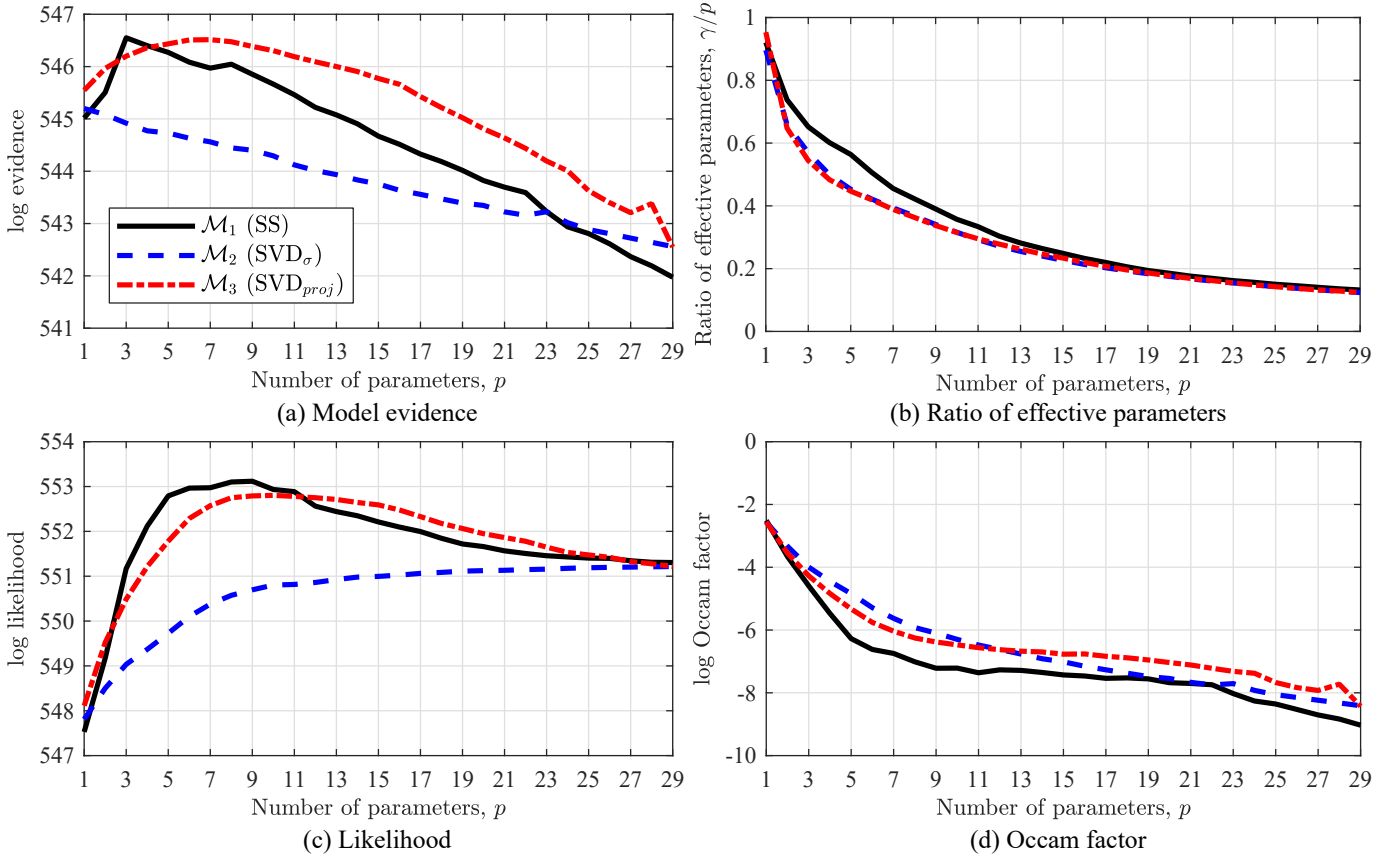 547
546
545
544
543
542
541
log evidence
M₁ (SS)
M₂ (SVD_σ)
M₃ (SVD_proj)
1 3 5 7 9 11 13 15 17 19 21 23 25 27 29
Number of parameters, p
(a) Model evidence
1
0.8
0.6
0.4
0.2
0
Ratio of effective parameters, γ/p
1 3 5 7 9 11 13 15 17 19 21 23 25 27 29
Number of parameters, p
(b) Ratio of effective parameters
554
553
552
551
550
549
548
547
log likelihood
1 3 5 7 9 11 13 15 17 19 21 23 25 27 29
Number of parameters, p
(c) Likelihood
0
-2
-4
-6
-8
-10
log Occam factor
1 3 5 7 9 11 13 15 17 19 21 23 25 27 29
Number of parameters, p
(d) Occam factor